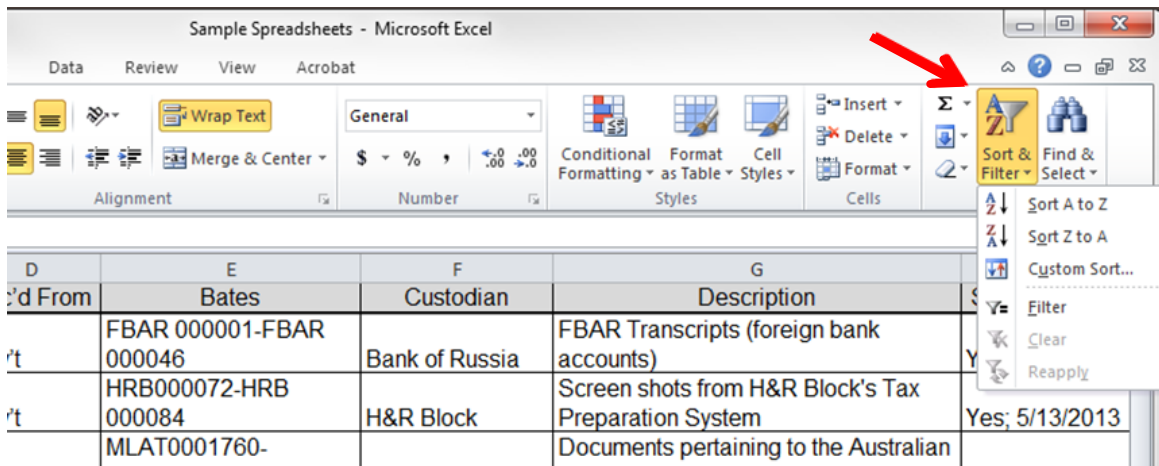 Sample Spreadsheets - Microsoft Excel
Data Review View Acrobat
Wrap Text
Merge & Center
Alignment
General
$ % ,
.0 .00
.00 .0
Number
Conditional Formatting
Format as Table
Cell Styles
Styles
Insert
Delete
Format
Cells
Σ
Sort & Filter
Find & Select
Sort A to Z
Sort Z to A
Custom Sort...
Filter
Clear
Reapply
D E F G
c'd From Bates Custodian Description S
FBAR 000001-FBAR FBAR Transcripts (foreign bank
't 000046 Bank of Russia accounts) Y
HRB000072-HRB Screen shots from H&R Block's Tax
't 000084 H&R Block Preparation System Yes; 5/13/2013
MLAT0001760- Documents pertaining to the Australian